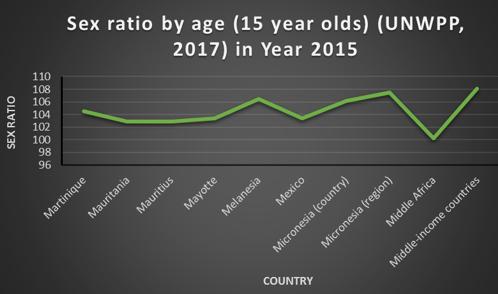 Sex ratio by age (15 year olds) (UNWPP,
2017) in Year 2015
SEX RATIO
110
108
106
104
102
100
98
96
Martinique
Mauritania
Mauritius
Mayotte
Melanesia
Mexico
Micronesia (country)
Micronesia (region)
Middle Africa
Middle-income countries
COUNTRY